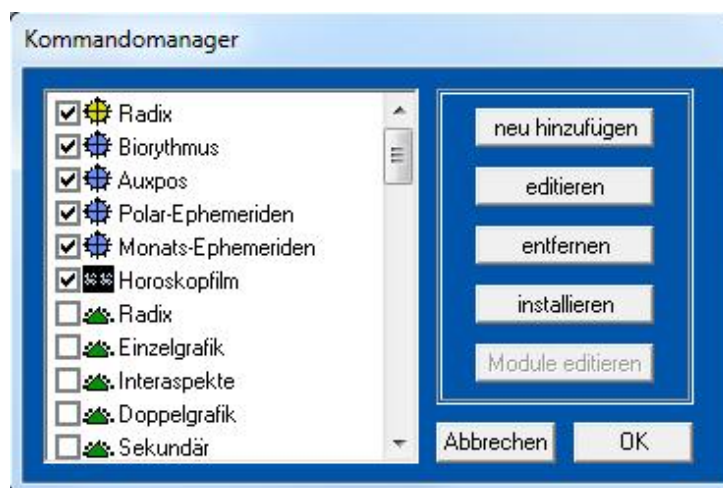 Kommandomanager
Radix
Biorythmus
Auxpos
Polar-Ephemeriden
Monats-Ephemeriden
Horoskopfilm
Radix
Einzelgrafik
Interaspekte
Doppelgrafik
Sekundär
neu hinzufügen
editieren
entfernen
installieren
Module editieren
Abbrechen
OK